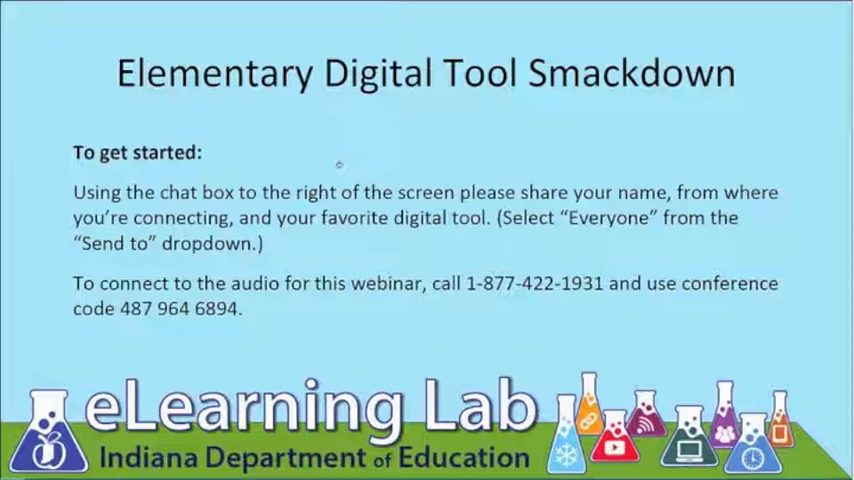 Elementary Digital Tool Smackdown
To get started:
Using the chat box to the right of the screen please share your name, from where
you're connecting, and your favorite digital tool. (Select “Everyone” from the
“Send to” dropdown.)
To connect to the audio for this webinar, call 1-877-422-1931 and use conference
code 487 964 6894.
eLearning Lab
Indiana Department of Education